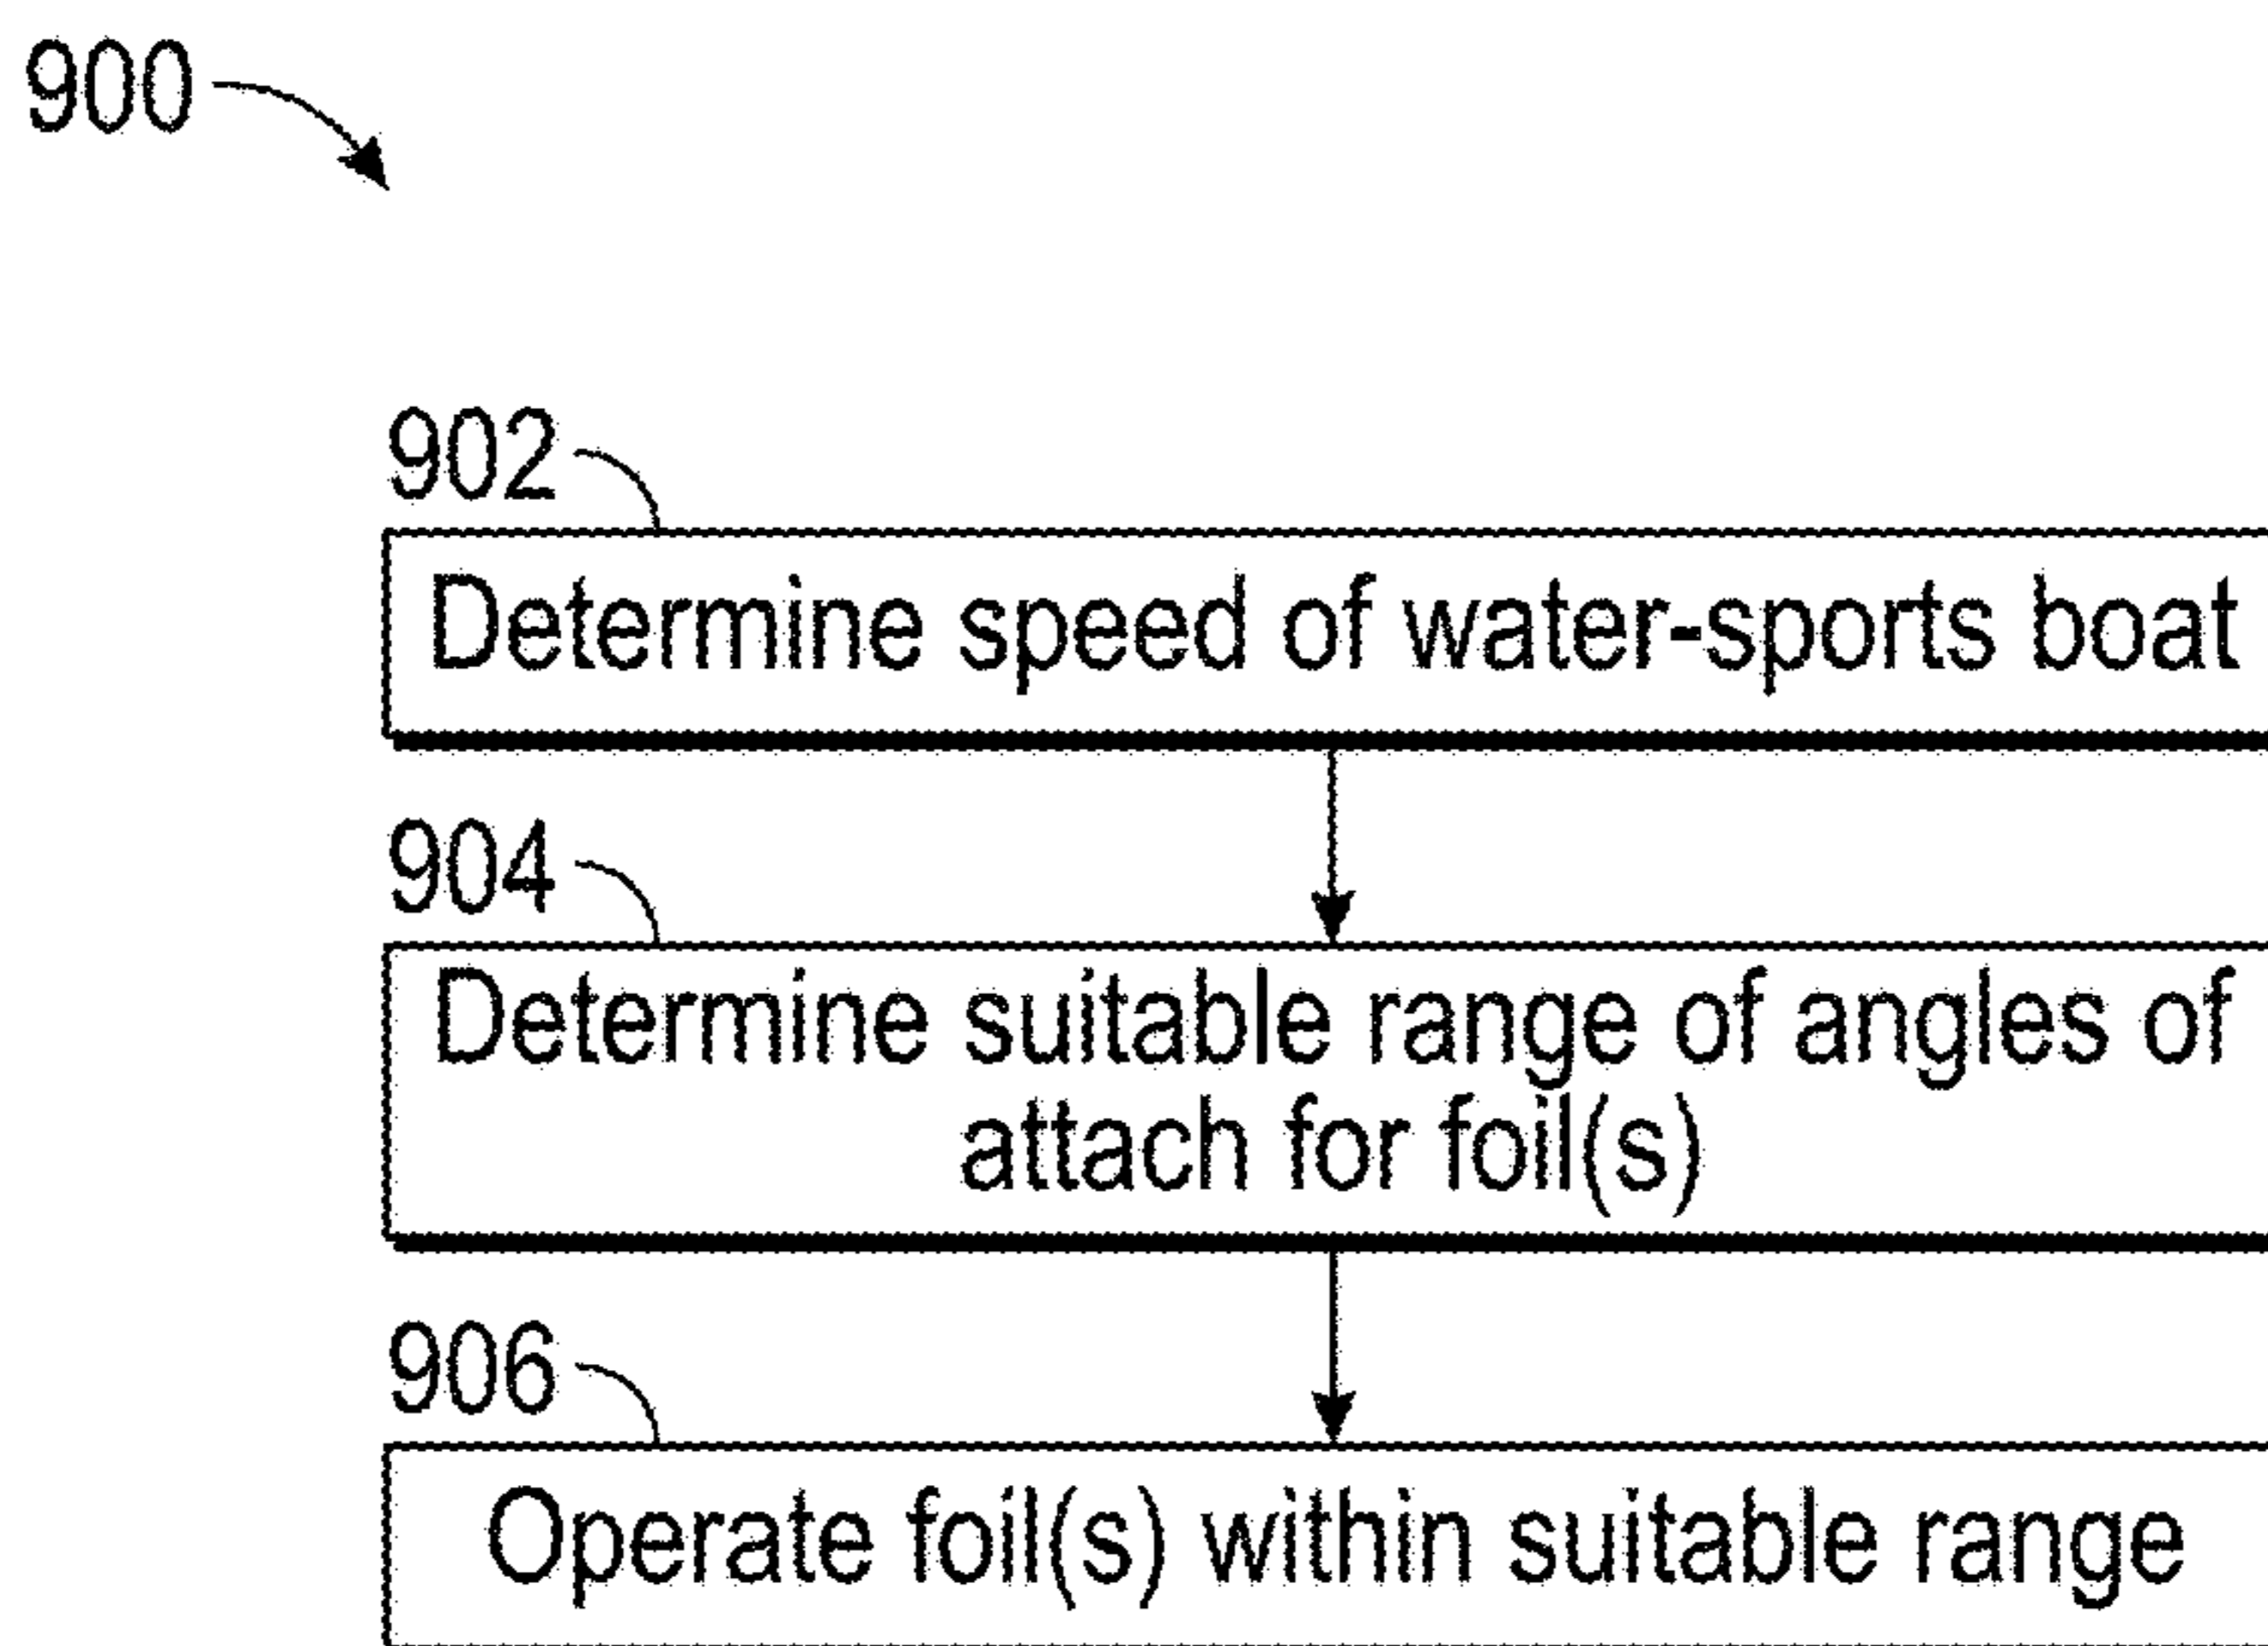 900
902
Determine speed of water-sports boat
904
Determine suitable range of angles of
attach for foil(s)
906
Operate foil(s) within suitable range